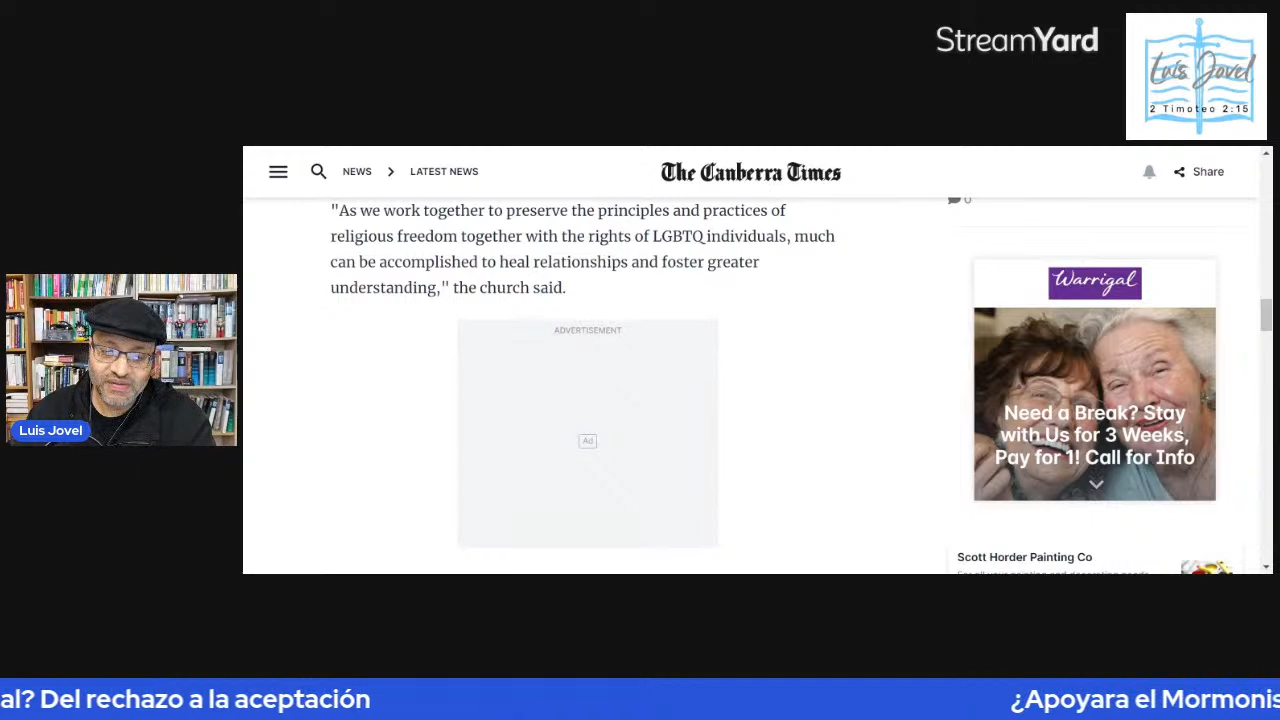 StreamYard
Luis Jovel
2 Timoteo 2:15
NEWS > LATEST NEWS
The Canberra Times
Share
"As we work together to preserve the principles and practices of
religious freedom together with the rights of LGBTQ individuals, much
can be accomplished to heal relationships and foster greater
understanding," the church said.
0
ADVERTISEMENT
Ad
Warrigal
Need a Break? Stay
with Us for 3 Weeks,
Pay for 1! Call for Info
Scott Horder Painting Co
Luis Jovel
al? Del rechazo a la aceptación
¿Apoyara el Mormonis